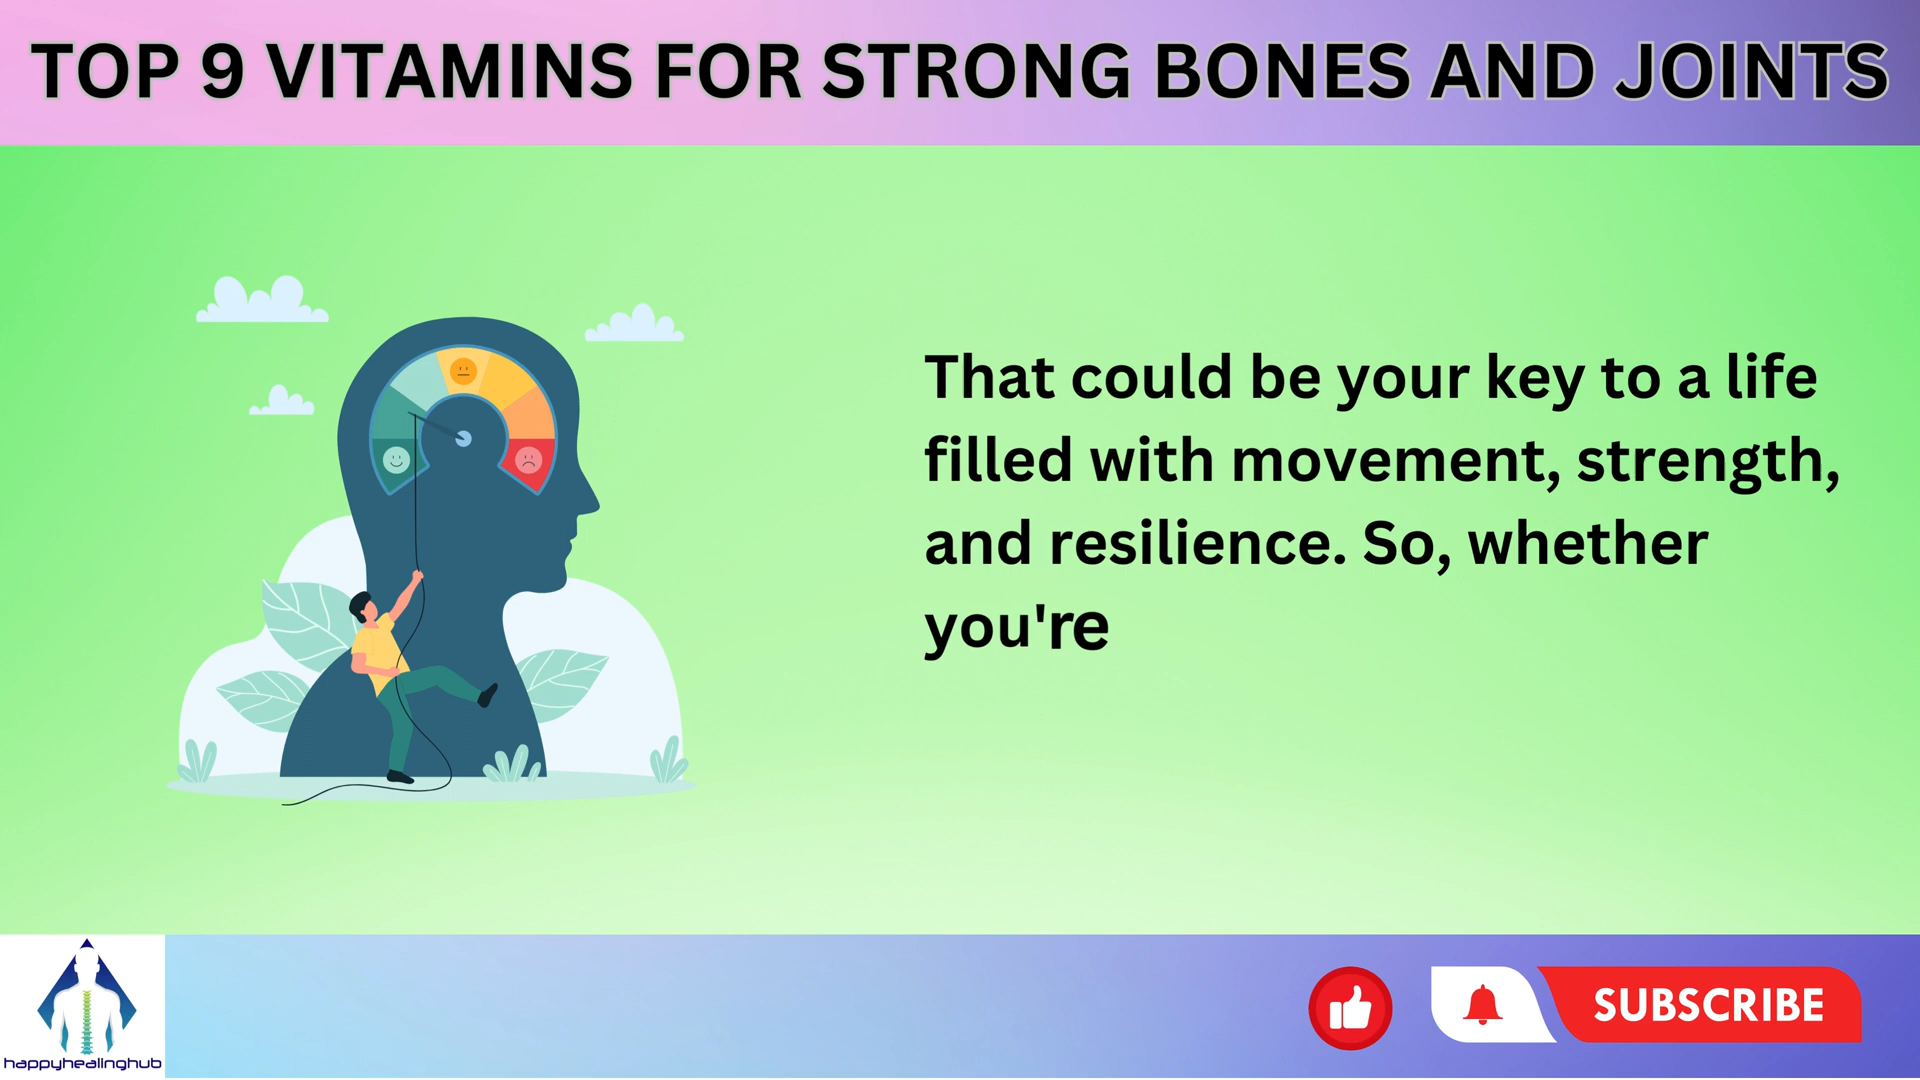 TOP 9 VITAMINS FOR STRONG BONES AND JOINTS
That could be your key to a life
filled with movement, strength,
and resilience. So, whether
you're
happyhealinghub
SUBSCRIBE